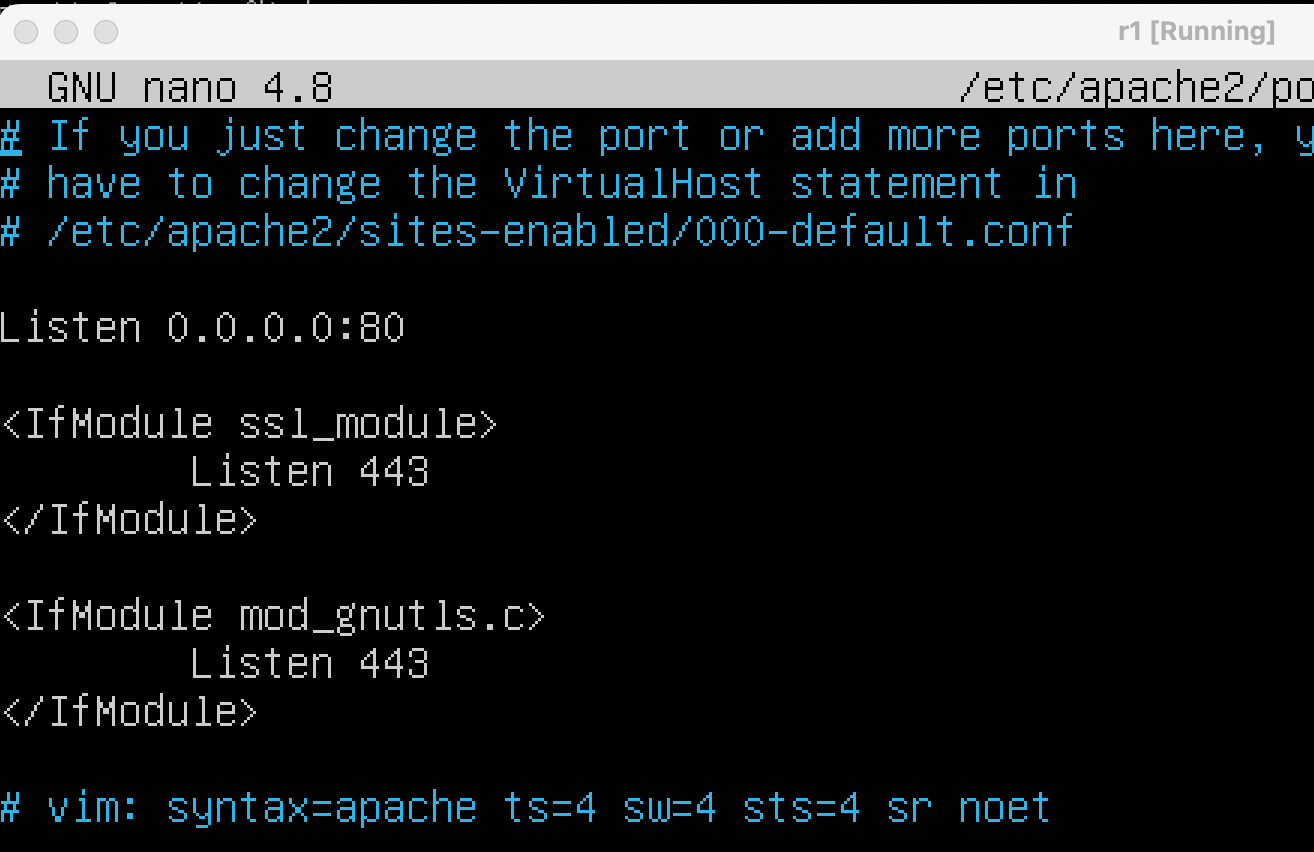 r1 [Running]
GNU nano 4.8 /etc/apache2/po
# If you just change the port or add more ports here, y
# have to change the VirtualHost statement in
# /etc/apache2/sites-enabled/000-default.conf
Listen 0.0.0.0:80
<IfModule ssl_module>
Listen 443
</IfModule>
<IfModule mod_gnutls.c>
Listen 443
</IfModule>
# vim: syntax=apache ts=4 sw=4 sts=4 sr noet